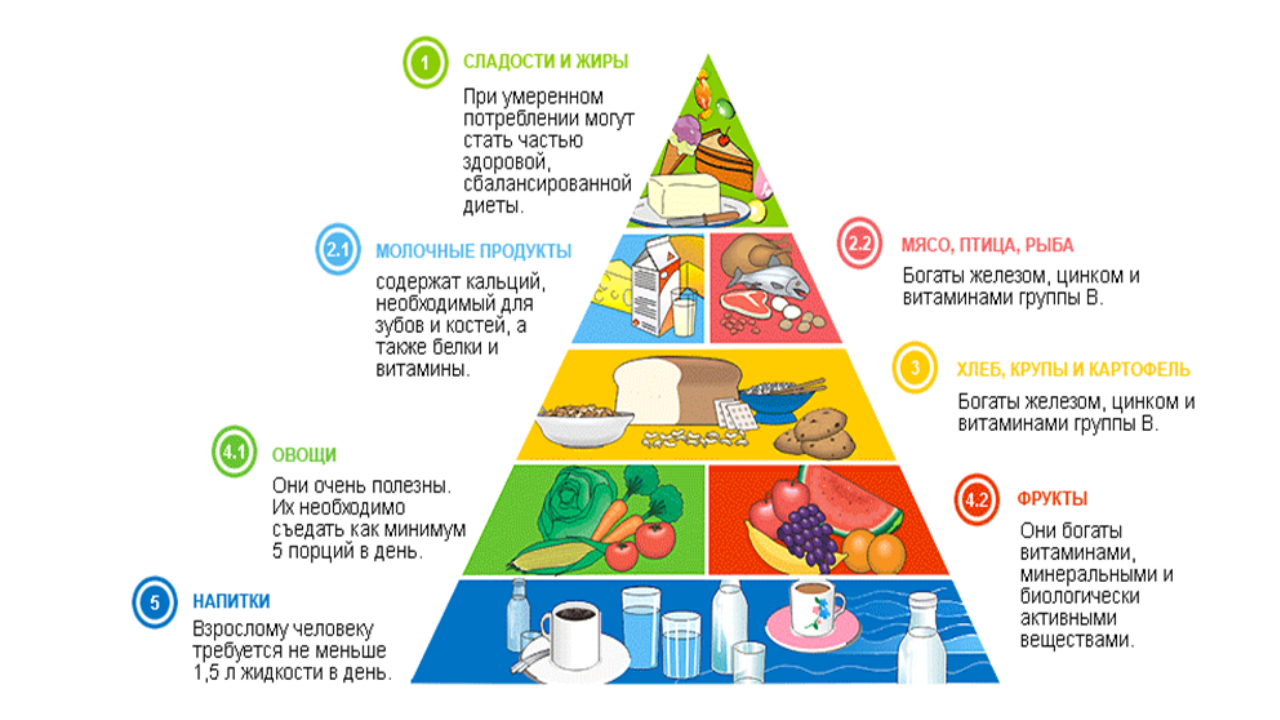 1
СЛАДОСТИ И ЖИРЫ
При умеренном
потреблении могут
стать частью
здоровой,
сбалансированной
диеты.
2.1
МОЛОЧНЫЕ ПРОДУКТЫ
содержат кальций,
необходимый для
зубов и костей, а
также белки и
витамины.
2.2
МЯСО, ПТИЦА, РЫБА
Богаты железом, цинком и
витаминами группы В.
3
ХЛЕБ, КРУПЫ И КАРТОФЕЛЬ
Богаты железом, цинком и
витаминами группы В.
4.1
ОВОЩИ
Они очень полезны.
Их необходимо
съедать как минимум
5 порций в день.
4.2
ФРУКТЫ
Они богаты
витаминами,
минеральными и
биологически
активными
веществами.
5
НАПИТКИ
Взрослому человеку
требуется не меньше
1,5 л жидкости в день.